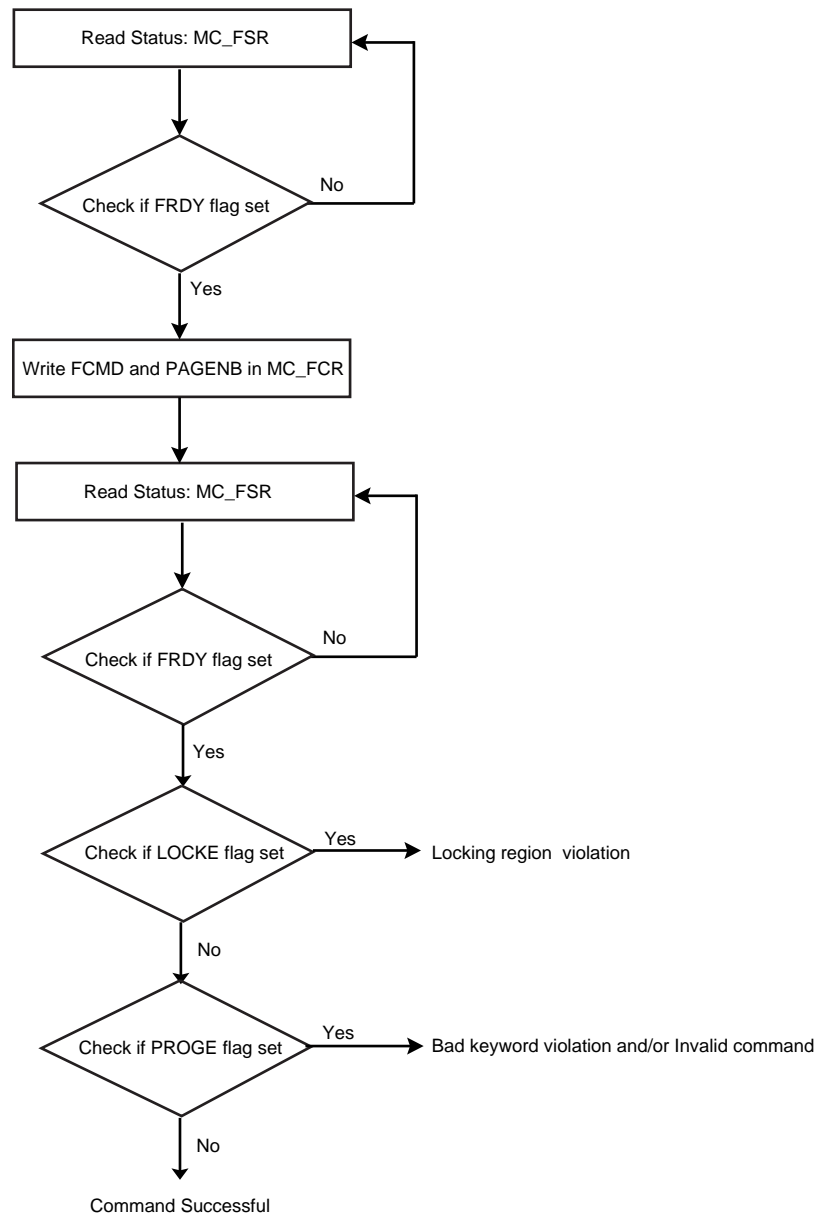 Read Status: MC_FSR
No
Check if FRDY flag set
Yes
Write FCMD and PAGENB in MC_FCR
Read Status: MC_FSR
No
Check if FRDY flag set
Yes
Yes
Check if LOCKE flag set
Locking region violation
No
Yes
Check if PROGE flag set
Bad keyword violation and/or Invalid command
No
Command Successful